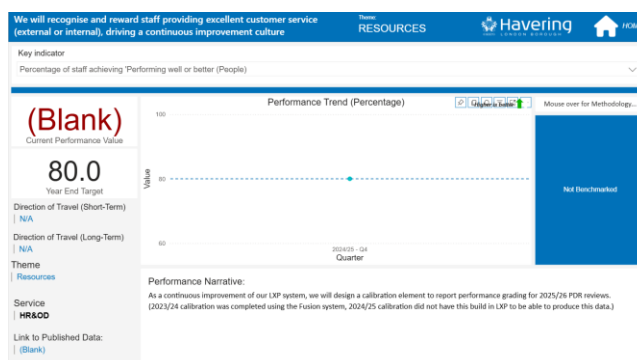 We will recognise and reward staff providing excellent customer service
(external or internal), driving a continuous improvement culture
Theme:
RESOURCES
Havering
LONDON BOROUGH
Key indicator
Percentage of staff achieving 'Performing well or better (People)
(Blank)
Current Performance Value
80.0
Year End Target
Direction of Travel (Short-Term)
N/A
Direction of Travel (Long-Term)
N/A
Theme
Resources
Service
HR&OD
Link to Published Data:
(Blank)
Performance Trend (Percentage)
Higher is better
100
80
60
Value
2024/25 - Q4
Quarter
Mouse over for Methodology...
Not Benchmarked
Performance Narrative:
As a continuous improvement of our LXP system, we will design a calibration element to report performance grading for 2025/26 PDR reviews.
(2023/24 calibration was completed using the Fusion system, 2024/25 calibration did not have this build in LXP to be able to produce this data.)